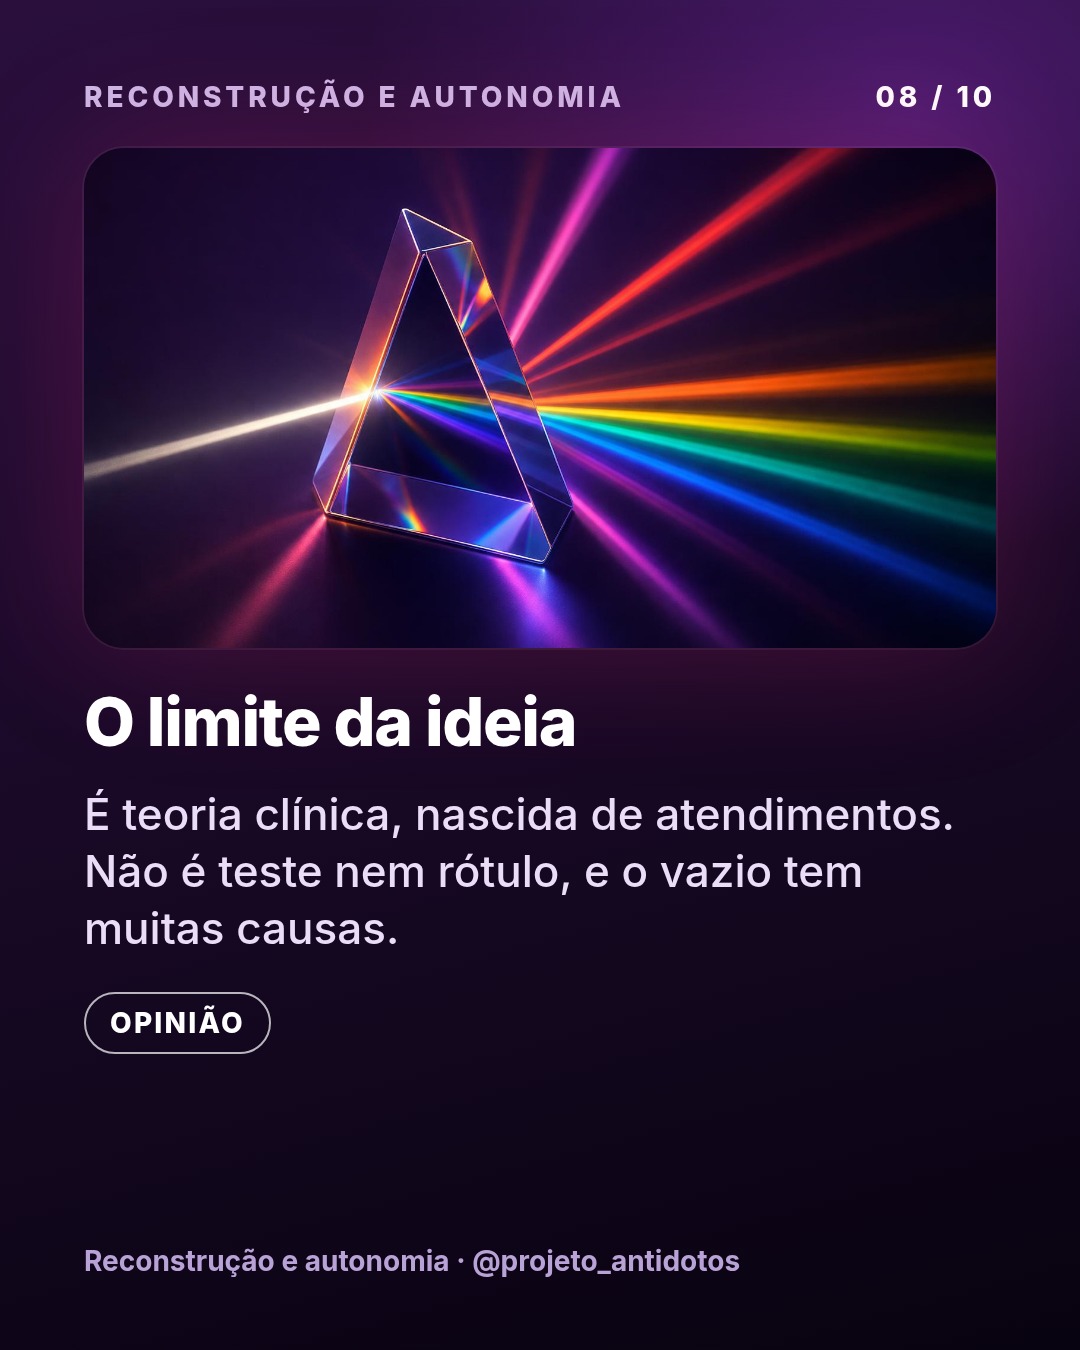 RECONSTRUÇÃO E AUTONOMIA
08 / 10
O limite da ideia
É teoria clínica, nascida de atendimentos.
Não é teste nem rótulo, e o vazio tem
muitas causas.
OPINIÃO
Reconstrução e autonomia · @projeto_antidotos